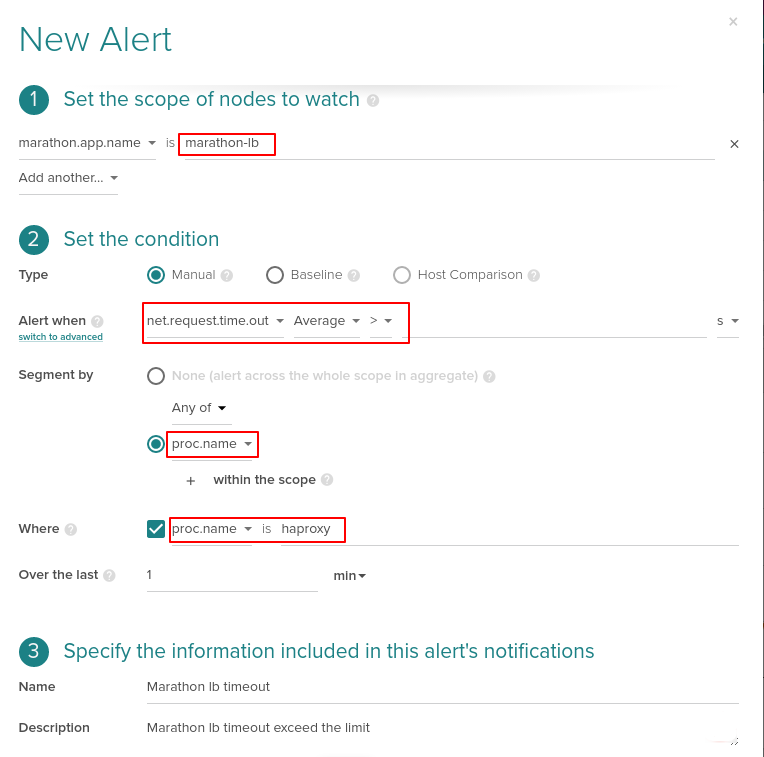 New Alert
×
1 Set the scope of nodes to watch ?
marathon.app.name is marathon-lb ×
Add another...
2 Set the condition
Type Manual ? Baseline ? Host Comparison ?
Alert when ? net.request.time.out Average > s
switch to advanced
Segment by None (alert across the whole scope in aggregate) ?
Any of
proc.name
+ within the scope ?
Where ? proc.name is haproxy
Over the last ? 1 min
3 Specify the information included in this alert's notifications
Name Marathon lb timeout
Description Marathon lb timeout exceed the limit